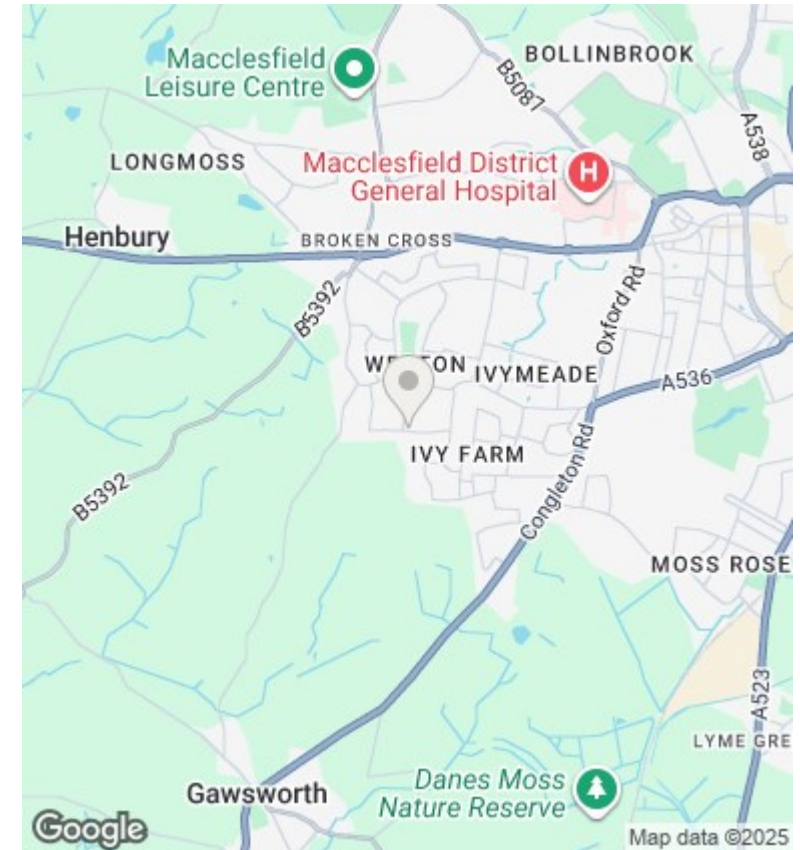 BOLLINBROOK
Macclesfield
Leisure Centre
B5087
A538
LONGMOSS
Macclesfield District
General Hospital
H
Henbury
BROKEN CROSS
B5392
Oxford Rd
IVYMEADE
A536
IVY FARM
Congleton Rd
B5392
MOSS ROSE
A523
LYME GRE
Danes Moss
Nature Reserve
Gawsworth
Google
Map data ©2025